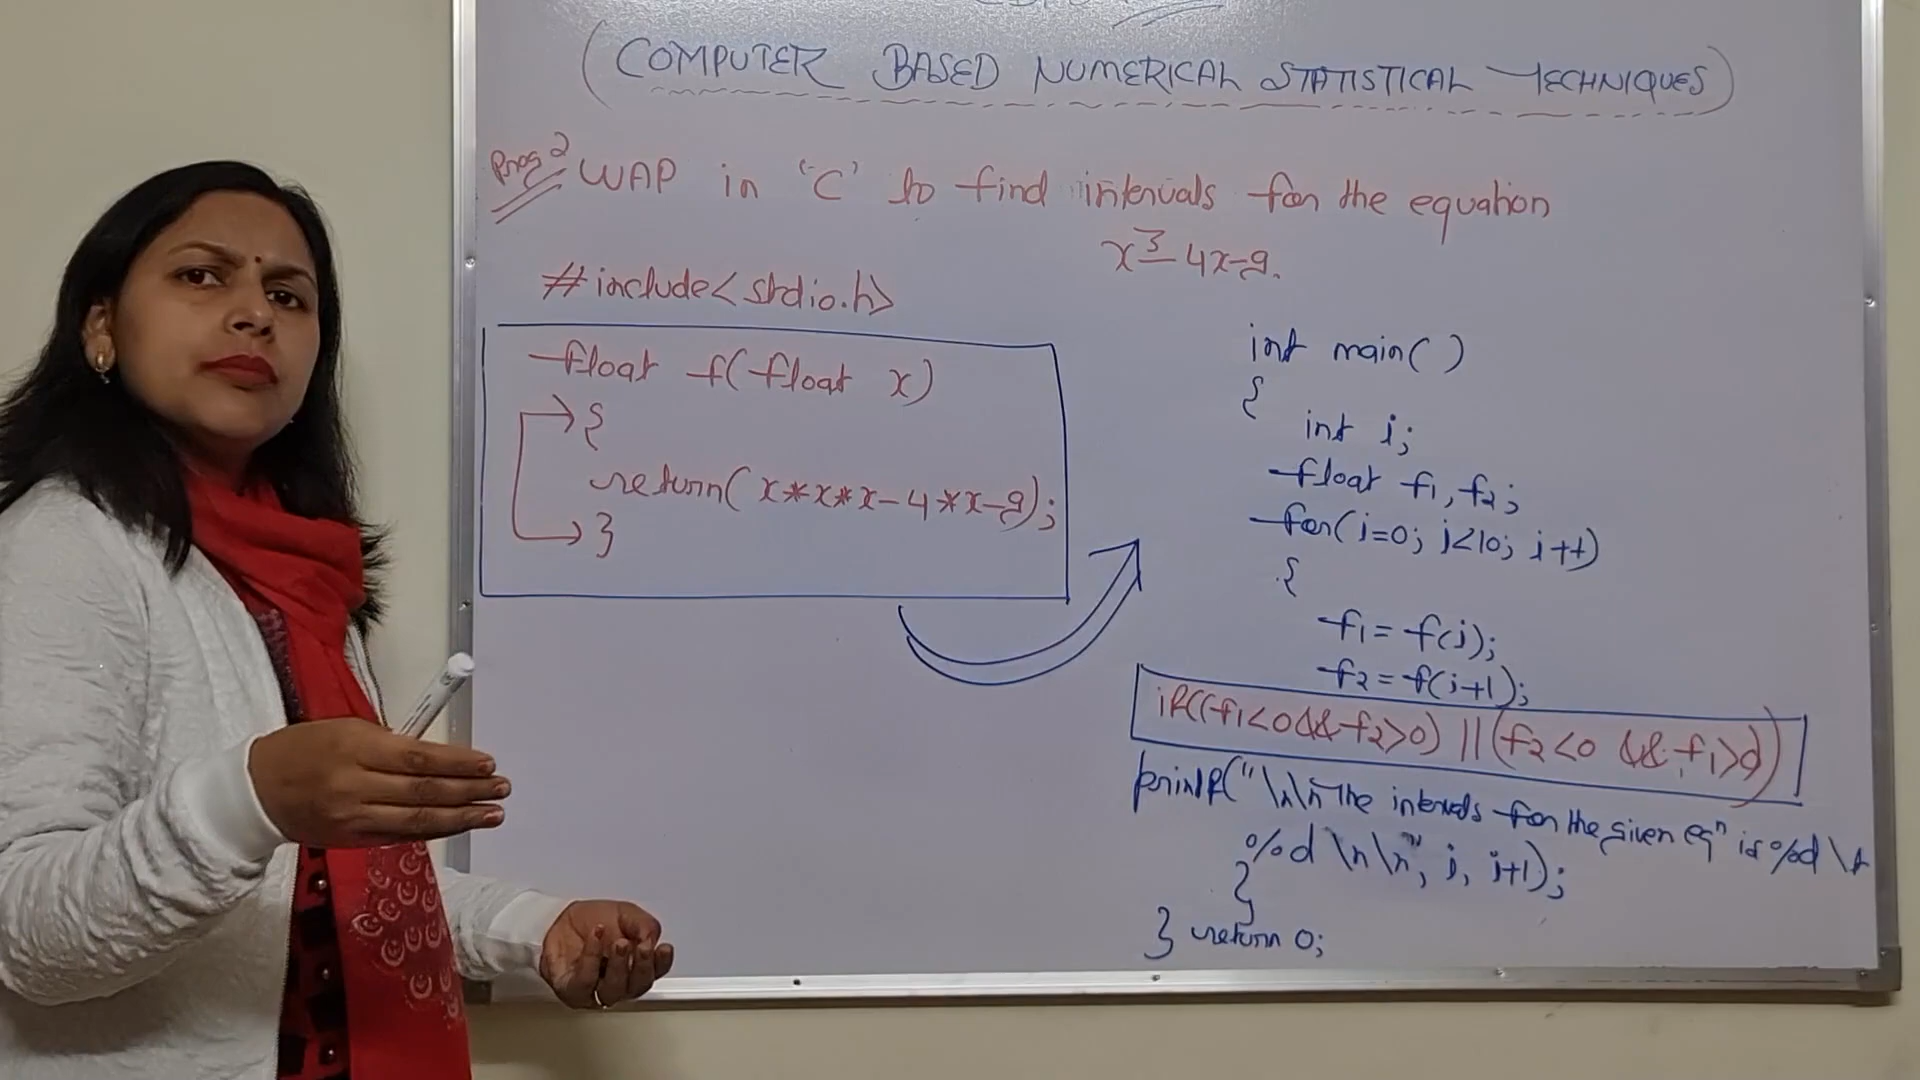 (COMPUTER BASED NUMERICAL STATISTICAL TECHNIQUES)
Prog 2 WAP in 'C' to find intervals for the equation
x³-4x-9.
#include<stdio.h>
float f(float x)
{
return(x*x*x-4*x-9);
}
int main()
{
int i;
float f1, f2;
for(i=0; i<10; i++)
{
f1=f(i);
f2=f(i+1);
if((f1<0&&f2>0)||(f2<0 && f1>0)
printf("\n\nThe intervals for the given eqn is %d \t
%d \n\n", i, i+1);
}
} return 0;